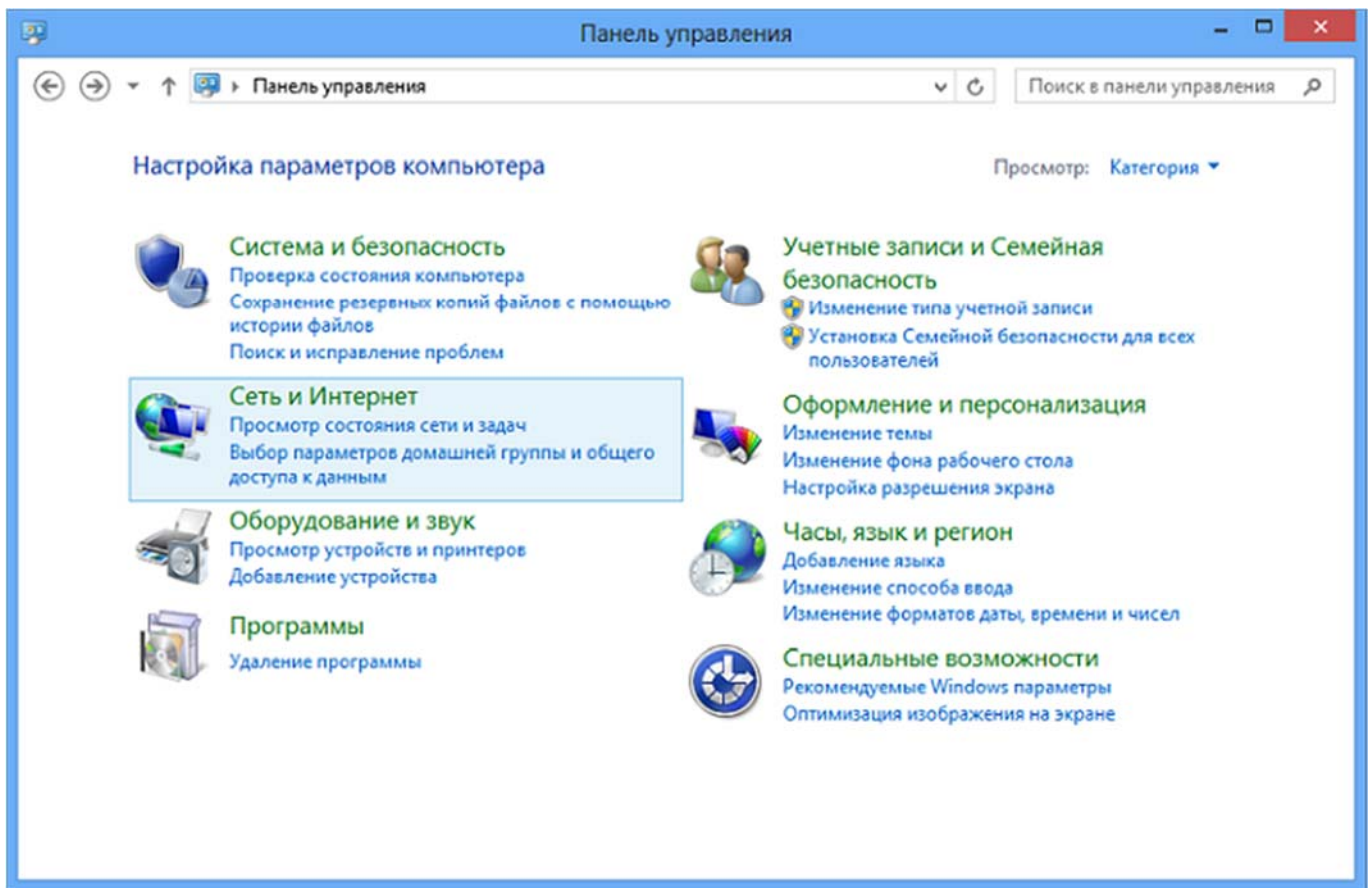 Панель управления
Панель управления
Поиск в панели управления
Настройка параметров компьютера
Просмотр: Категория
Система и безопасность
Проверка состояния компьютера
Сохранение резервных копий файлов с помощью
истории файлов
Поиск и исправление проблем
Сеть и Интернет
Просмотр состояния сети и задач
Выбор параметров домашней группы и общего
доступа к данным
Оборудование и звук
Просмотр устройств и принтеров
Добавление устройства
Программы
Удаление программы
Учетные записи и Семейная
безопасность
Изменение типа учетной записи
Установка Семейной безопасности для всех
пользователей
Оформление и персонализация
Изменение темы
Изменение фона рабочего стола
Настройка разрешения экрана
Часы, язык и регион
Добавление языка
Изменение способа ввода
Изменение форматов даты, времени и чисел
Специальные возможности
Рекомендуемые Windows параметры
Оптимизация изображения на экране